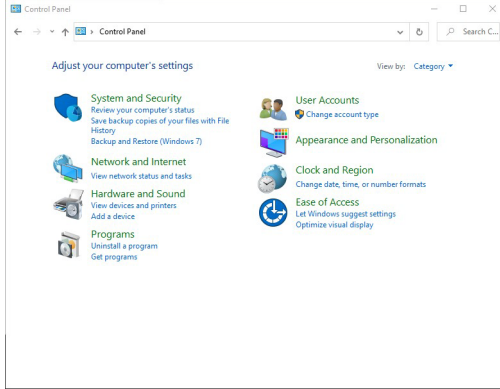 Control Panel
Control Panel
Search C...
Adjust your computer's settings
View by: Category
System and Security
Review your computer's status
Save backup copies of your files with File
History
Backup and Restore (Windows 7)
Network and Internet
View network status and tasks
Hardware and Sound
View devices and printers
Add a device
Programs
Uninstall a program
Get programs
User Accounts
Change account type
Appearance and Personalization
Clock and Region
Change date, time, or number formats
Ease of Access
Let Windows suggest settings
Optimize visual display